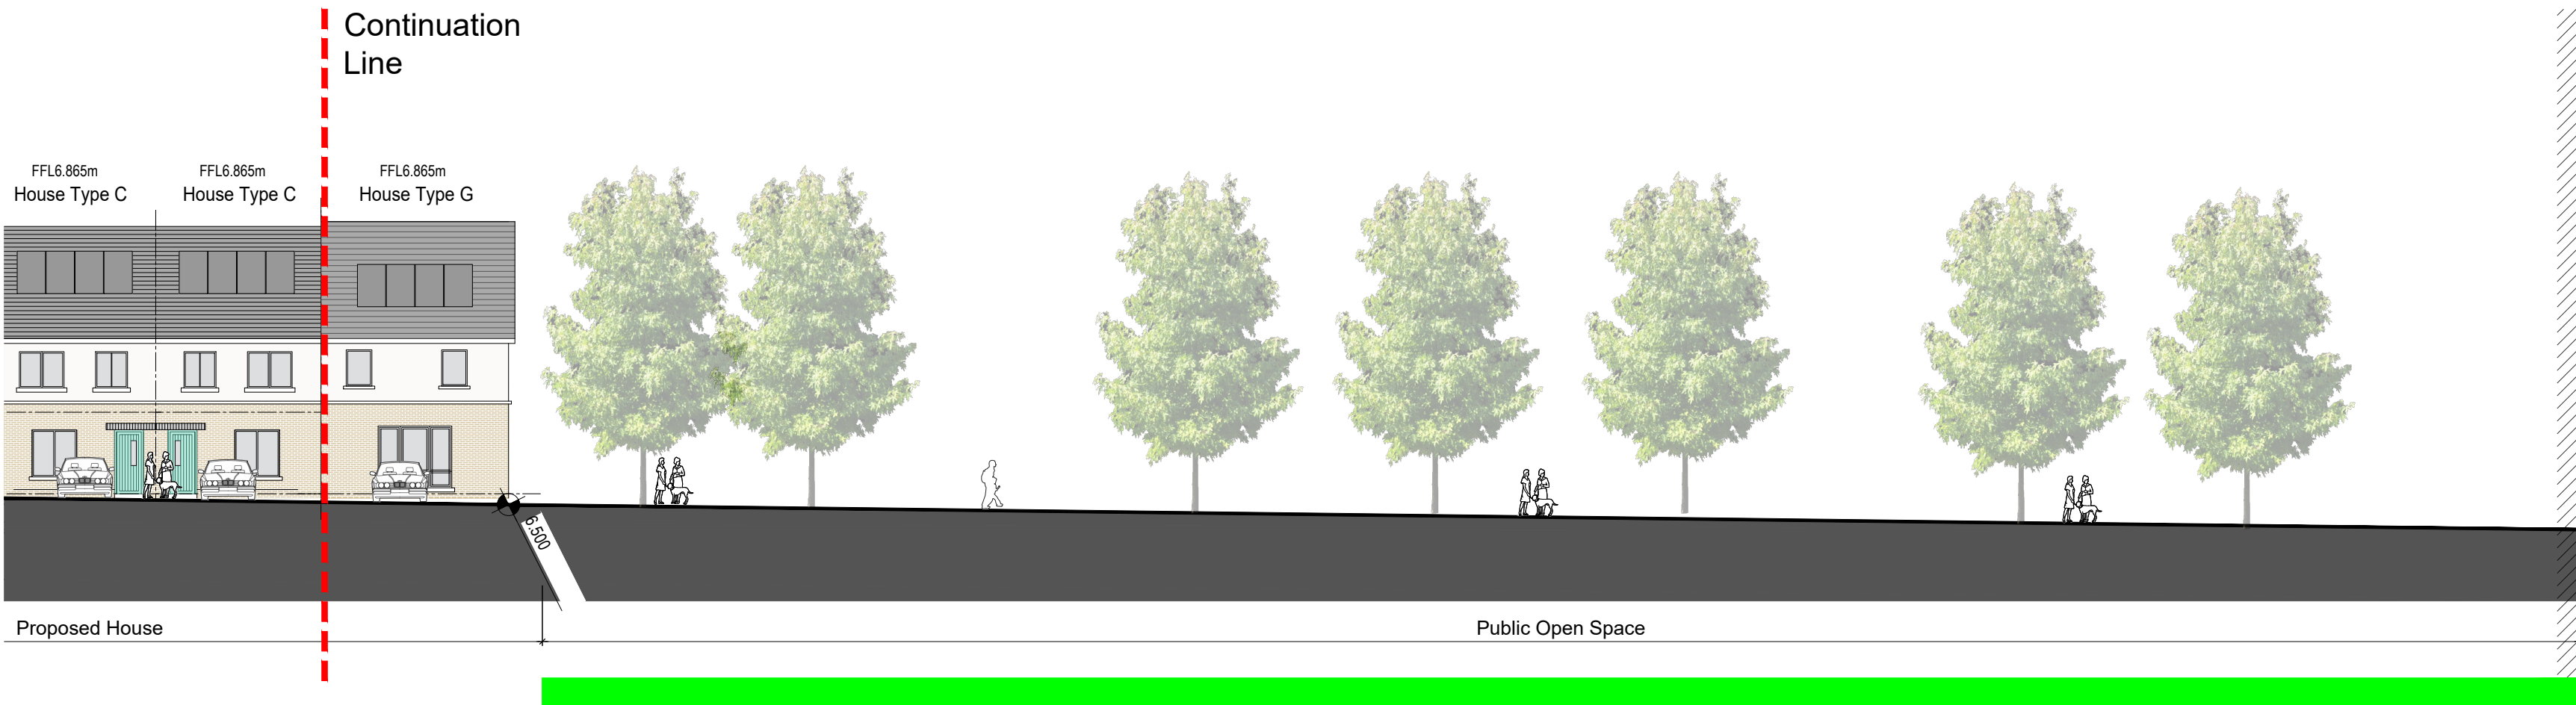 Continuation
Line
FFL6.865m
House Type C
FFL6.865m
House Type C
FFL6.865m
House Type G
6.500
Proposed House
Public Open Space